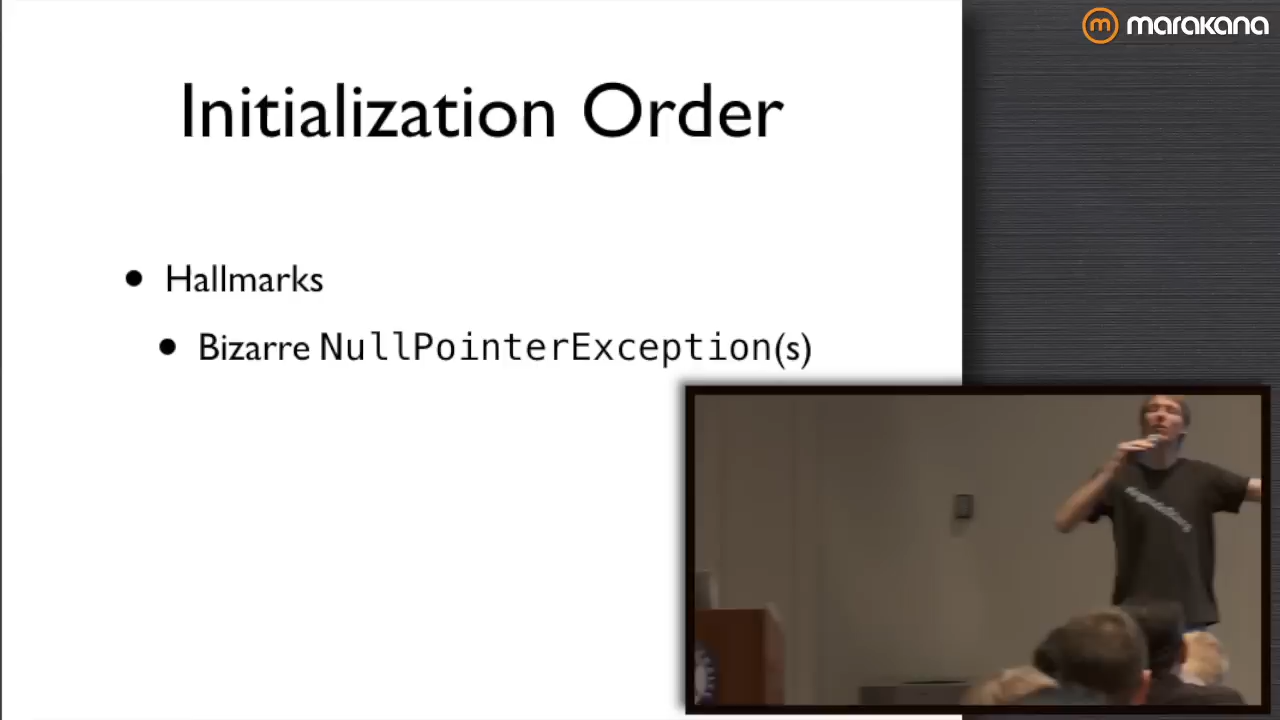 marakana
Initialization Order
• Hallmarks
• Bizarre NullPointerException(s)